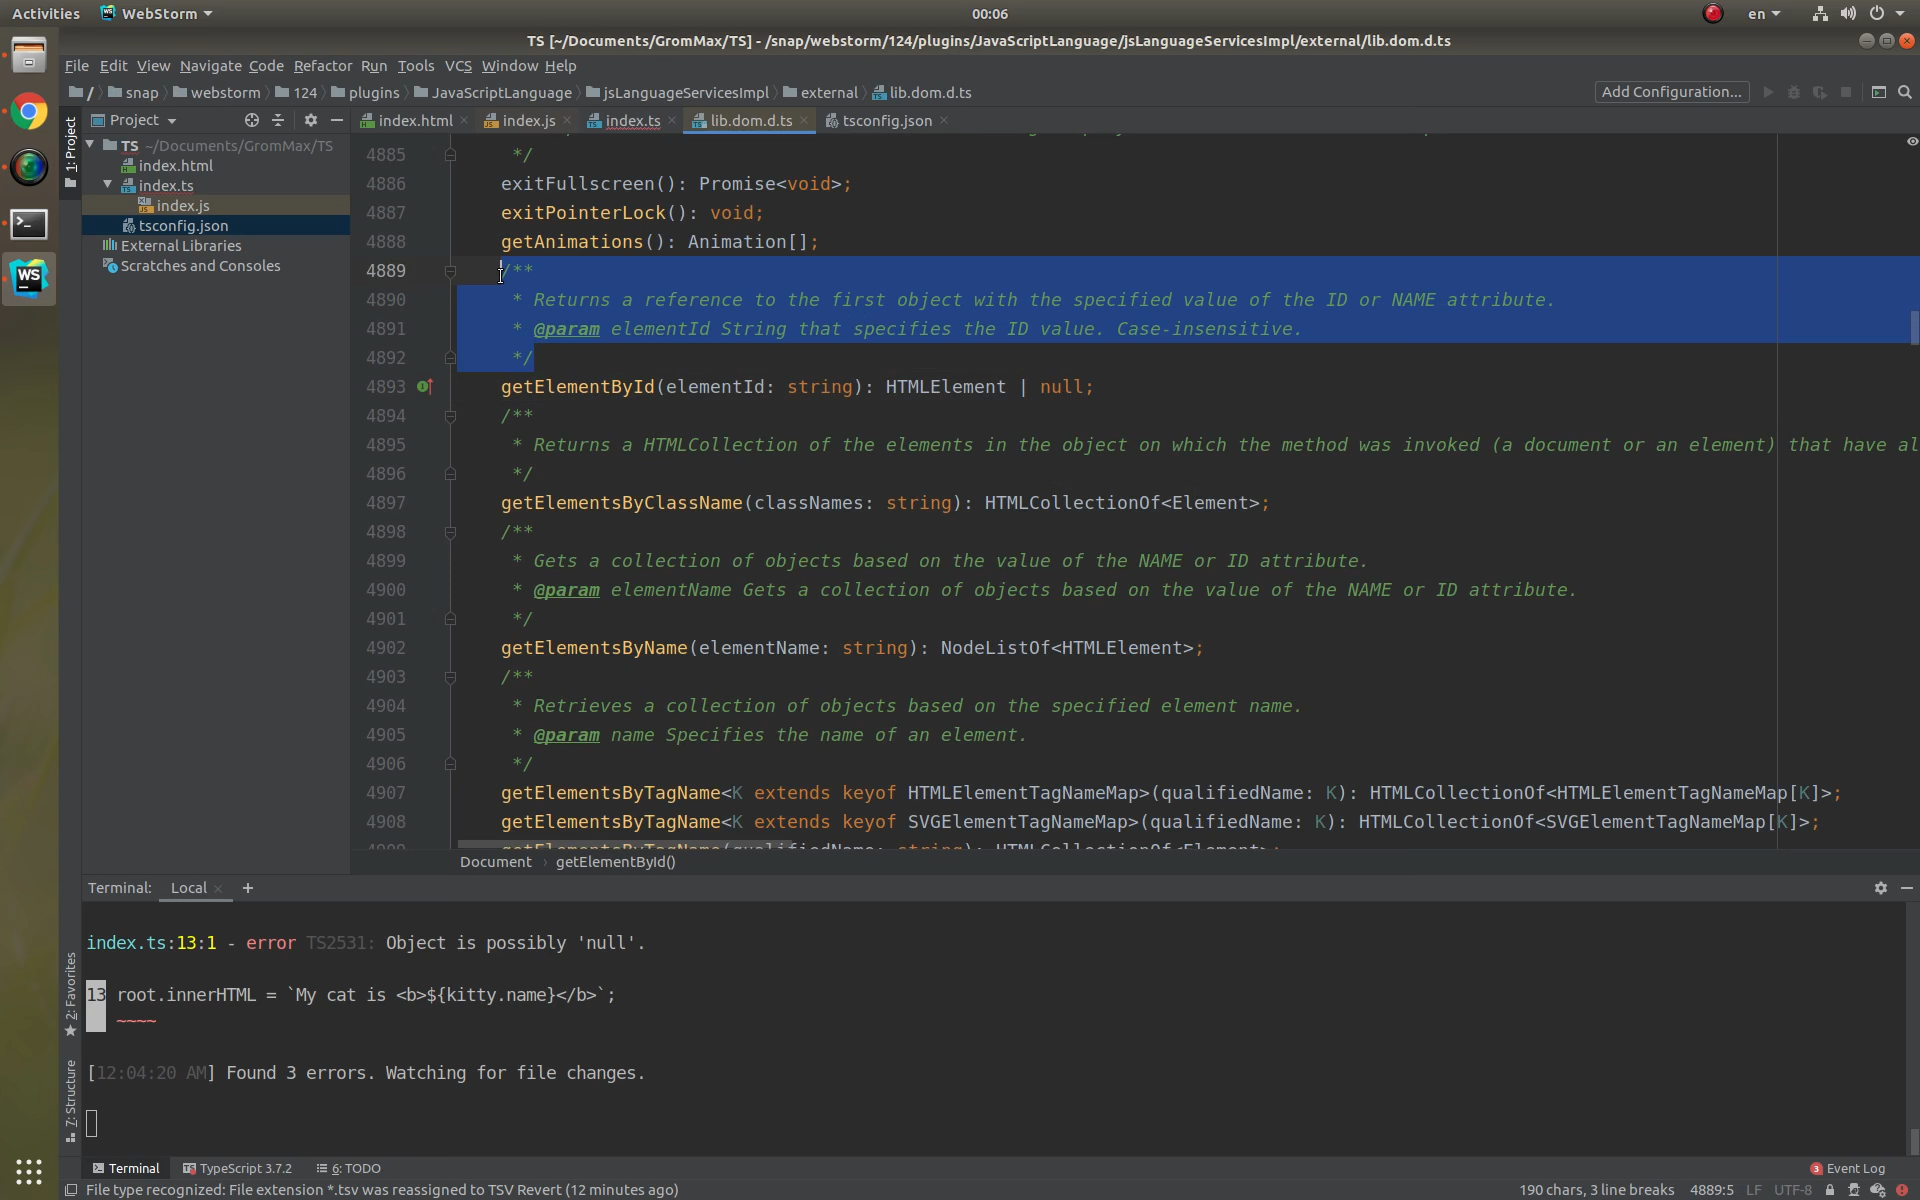 Activities WebStorm 00:06 en
TS [~/Documents/GromMax/TS] - /snap/webstorm/124/plugins/JavaScriptLanguage/jsLanguageServicesImpl/external/lib.dom.d.ts
File Edit View Navigate Code Refactor Run Tools VCS Window Help
/ snap webstorm 124 plugins JavaScriptLanguage jsLanguageServicesImpl external lib.dom.d.ts Add Configuration...
Project index.html index.js index.ts lib.dom.d.ts tsconfig.json
1: Project
TS ~/Documents/GromMax/TS
index.html
index.ts
index.js
tsconfig.json
External Libraries
Scratches and Consoles
4885 */
4886 exitFullscreen(): Promise<void>;
4887 exitPointerLock(): void;
4888 getAnimations(): Animation[];
4889 /**
4890 * Returns a reference to the first object with the specified value of the ID or NAME attribute.
4891 * @param elementId String that specifies the ID value. Case-insensitive.
4892 */
4893 getElementById(elementId: string): HTMLElement | null;
4894 /**
4895 * Returns a HTMLCollection of the elements in the object on which the method was invoked (a document or an element) that have al
4896 */
4897 getElementsByClassName(classNames: string): HTMLCollectionOf<Element>;
4898 /**
4899 * Gets a collection of objects based on the value of the NAME or ID attribute.
4900 * @param elementName Gets a collection of objects based on the value of the NAME or ID attribute.
4901 */
4902 getElementsByName(elementName: string): NodeListOf<HTMLElement>;
4903 /**
4904 * Retrieves a collection of objects based on the specified element name.
4905 * @param name Specifies the name of an element.
4906 */
4907 getElementsByTagName<K extends keyof HTMLElementTagNameMap>(qualifiedName: K): HTMLCollectionOf<HTMLElementTagNameMap[K]>;
4908 getElementsByTagName<K extends keyof SVGElementTagNameMap>(qualifiedName: K): HTMLCollectionOf<SVGElementTagNameMap[K]>;
Document › getElementById()
Terminal: Local +
index.ts:13:1 - error TS2531: Object is possibly 'null'.
13 root.innerHTML = `My cat is <b>${kitty.name}</b>`;
~~~~
[12:04:20 AM] Found 3 errors. Watching for file changes.
2: Favorites
7: Structure
Terminal TypeScript 3.7.2 6: TODO 3 Event Log
File type recognized: File extension *.tsv was reassigned to TSV Revert (12 minutes ago) 190 chars, 3 line breaks 4889:5 LF UTF-8